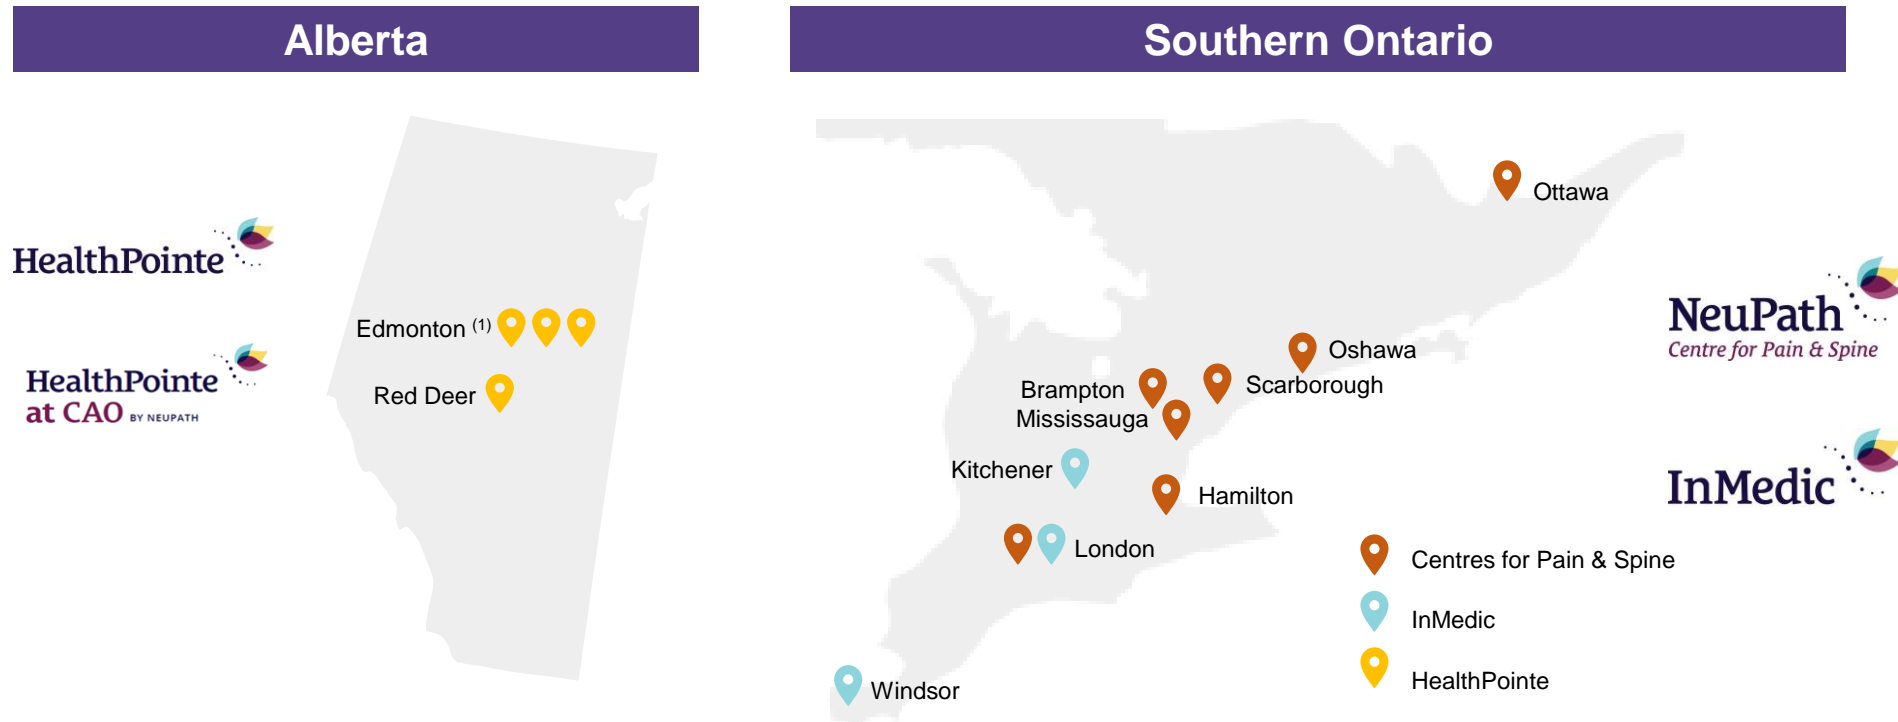 Alberta
HealthPointe
HealthPointe
at CAO BY NEUPATH
Edmonton (1)
Red Deer
Southern Ontario
Ottawa
Oshawa
Scarborough
Brampton
Mississauga
Kitchener
Hamilton
London
Windsor
NeuPath
Centre for Pain & Spine
InMedic
Centres for Pain & Spine
InMedic
HealthPointe